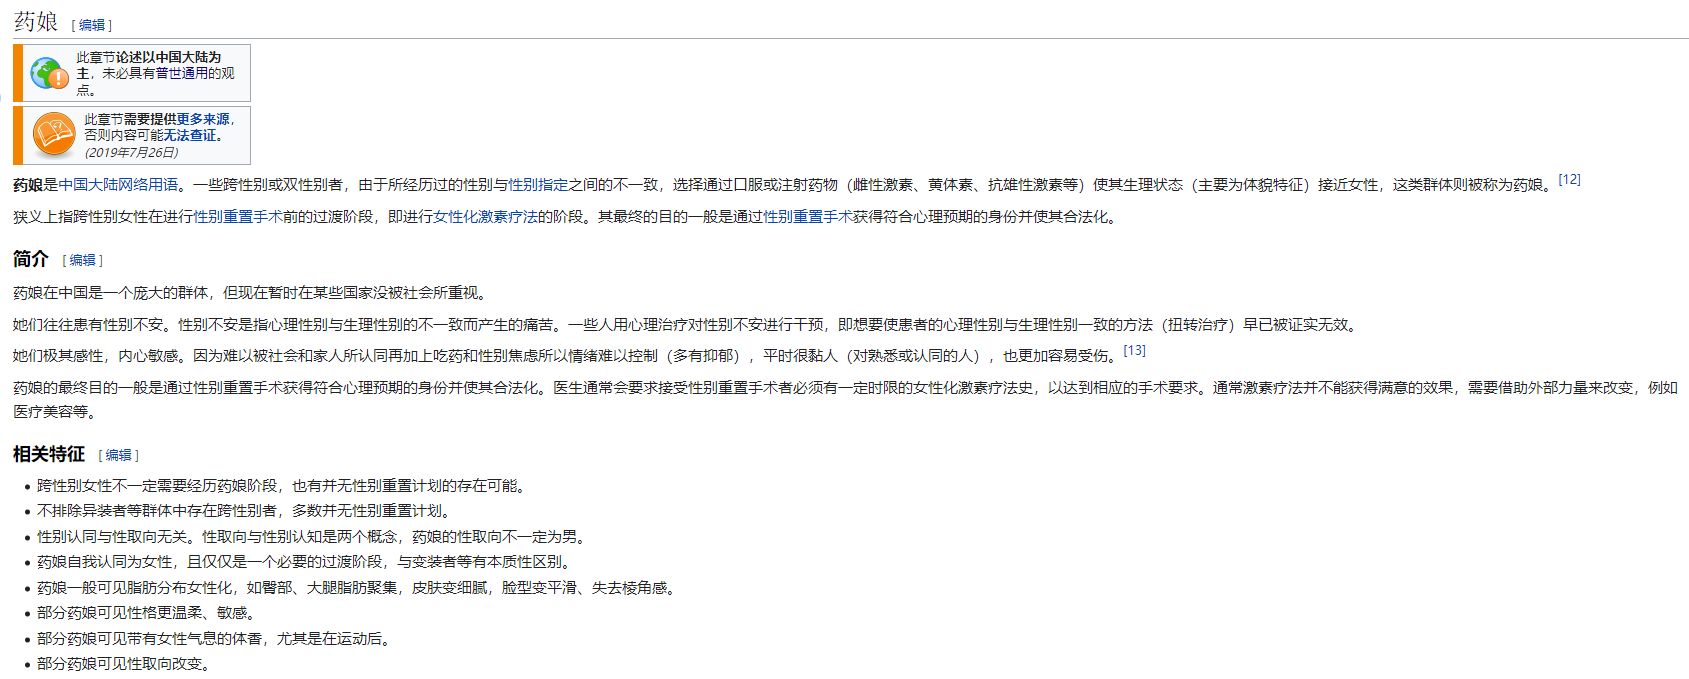 药娘 [编辑]
此章节论述以中国大陆为
主，未必具有普世通用的观
点。
此章节需要提供更多来源，
否则内容可能无法查证。
(2019年7月26日)
药娘是中国大陆网络用语。一些跨性别或双性别者，由于所经历过的性别与性别指定之间的不一致，选择通过口服或注射药物（雌性激素、黄体素、抗雄性激素等）使其生理状态（主要为体貌特征）接近女性，这类群体则被称为药娘。[12]
狭义上指跨性别女性在进行性别重置手术前的过渡阶段，即进行女性化激素疗法的阶段。其最终的目的一般是通过性别重置手术获得符合心理预期的身份并使其合法化。
简介 [编辑]
药娘在中国是一个庞大的群体，但现在暂时在某些国家没被社会所重视。
她们往往患有性别不安。性别不安是指心理性别与生理性别的不一致而产生的痛苦。一些人用心理治疗对性别不安进行干预，即想要使患者的心理性别与生理性别一致的方法（扭转治疗）早已被证实无效。
她们极其感性，内心敏感。因为难以被社会和家人所认同再加上吃药和性别焦虑所以情绪难以控制（多有抑郁），平时很黏人（对熟悉或认同的人），也更加容易受伤。[13]
药娘的最终目的一般是通过性别重置手术获得符合心理预期的身份并使其合法化。医生通常会要求接受性别重置手术者必须有一定时限的女性化激素疗法史，以达到相应的手术要求。通常激素疗法并不能获得满意的效果，需要借助外部力量来改变，例如
医疗美容等。
相关特征 [编辑]
• 跨性别女性不一定需要经历药娘阶段，也有并无性别重置计划的存在可能。
• 不排除异装者等群体中存在跨性别者，多数并无性别重置计划。
• 性别认同与性取向无关。性取向与性别认知是两个概念，药娘的性取向不一定为男。
• 药娘自我认同为女性，且仅仅是一个必要的过渡阶段，与变装者等有本质性区别。
• 药娘一般可见脂肪分布女性化，如臀部、大腿脂肪聚集，皮肤变细腻，脸型变平滑、失去棱角感。
• 部分药娘可见性格更温柔、敏感。
• 部分药娘可见带有女性气息的体香，尤其是在运动后。
• 部分药娘可见性取向改变。